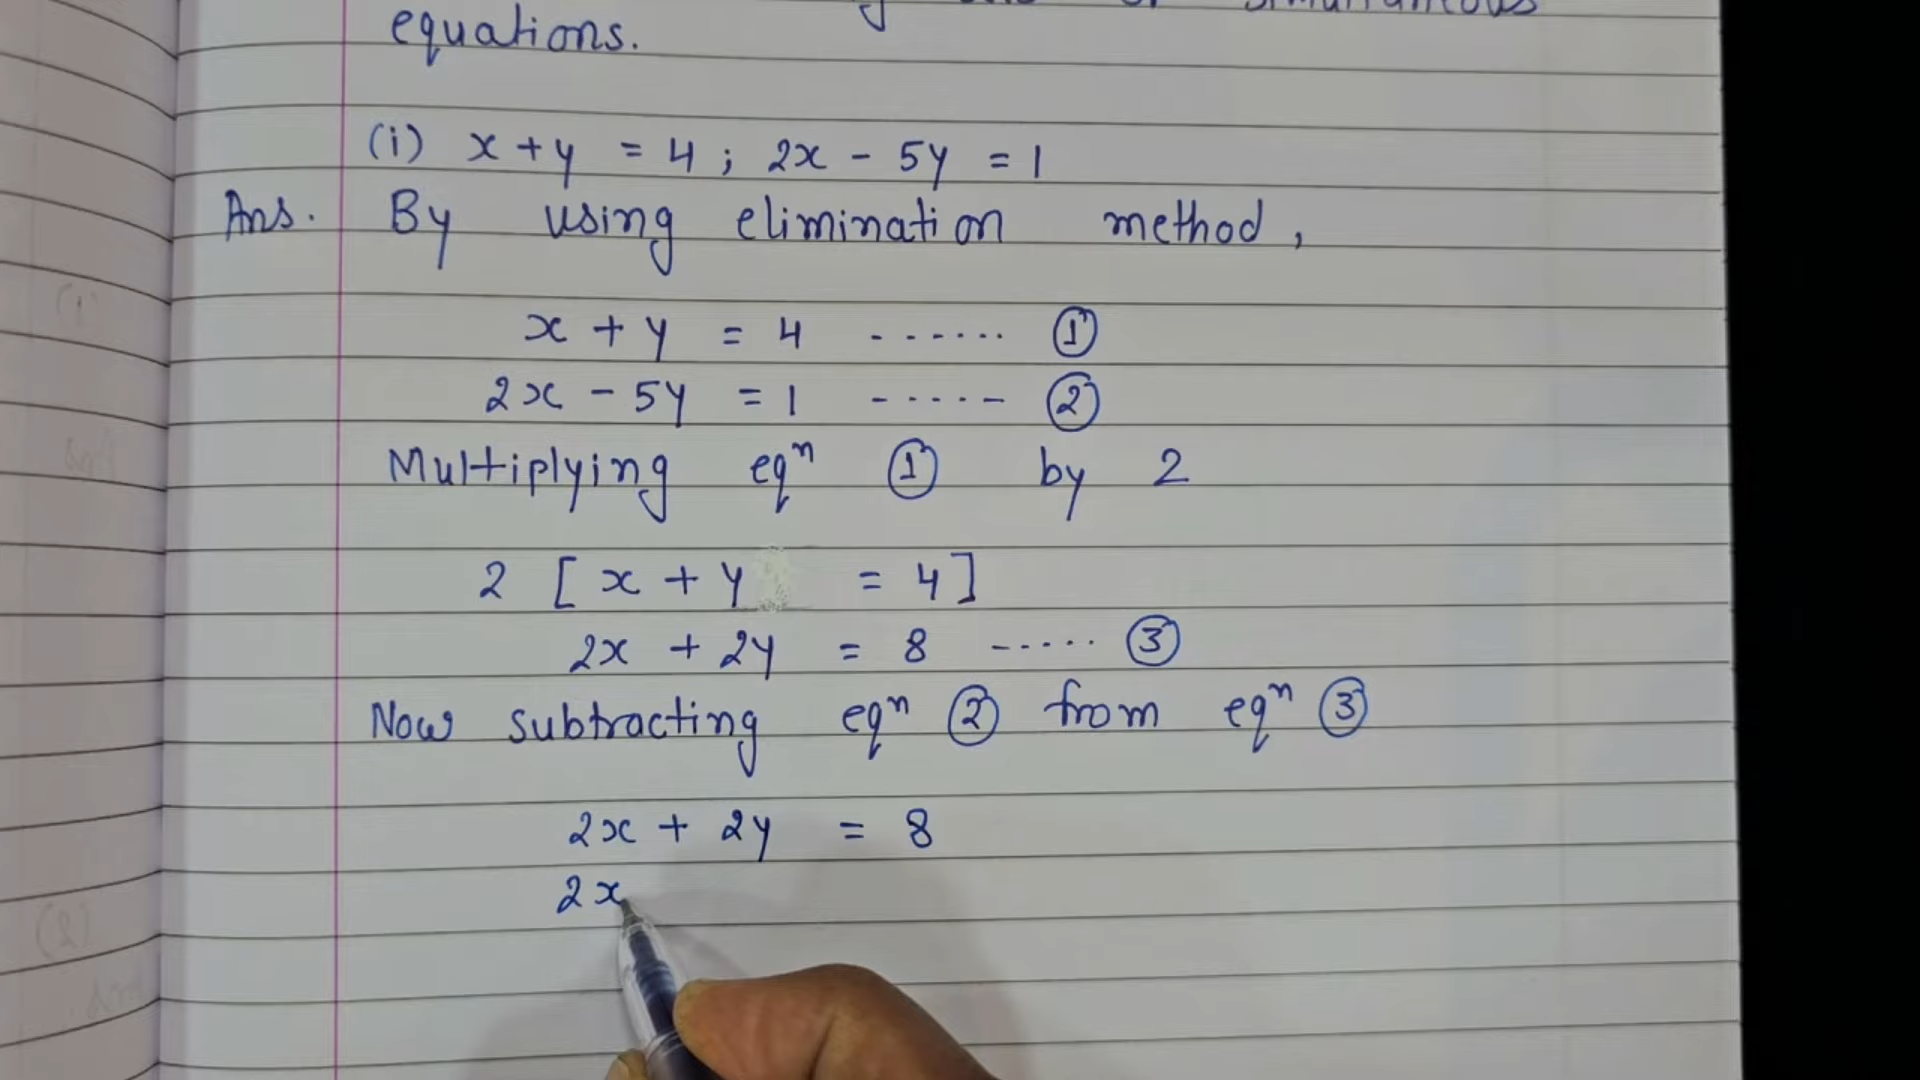 simultaneous
equations.
(i) x + y = 4 ; 2x - 5y = 1
Ans. By using elimination method,
x + y = 4 ...... ①
2x - 5y = 1 ------ ②
Multiplying eqⁿ ① by 2
2 [ x + y = 4 ]
2x + 2y = 8 ...... ③
Now subtracting eqⁿ ② from eqⁿ ③
2x + 2y = 8
2x